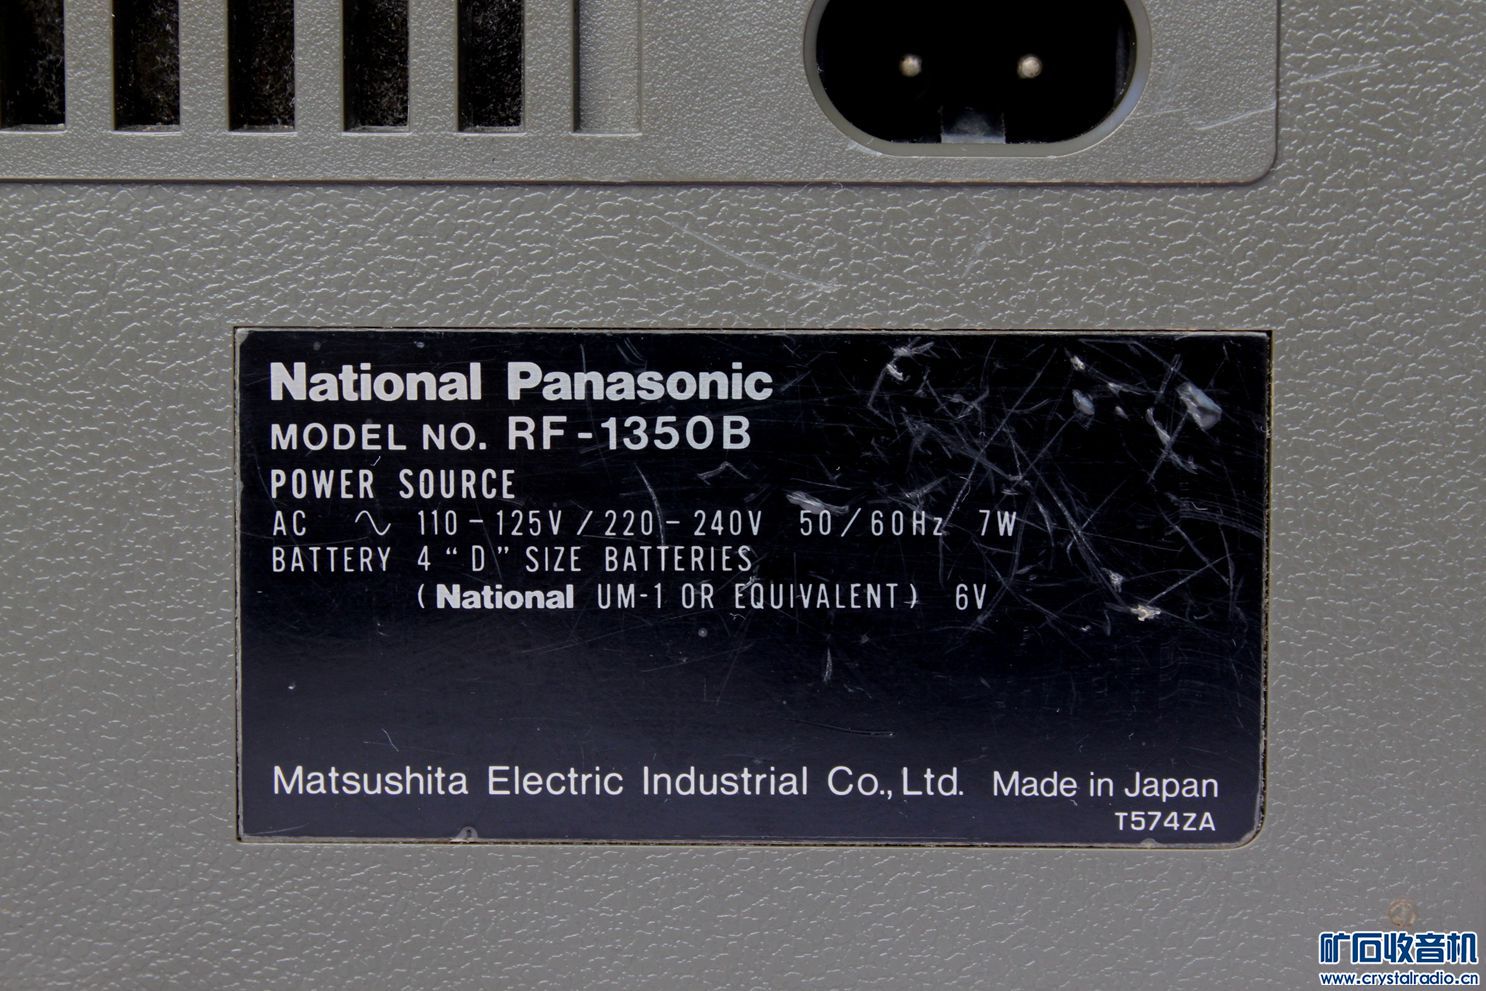 National Panasonic
MODEL NO. RF-1350B
POWER SOURCE
AC ∿ 110-125V/220-240V 50/60Hz 7W
BATTERY 4 “D” SIZE BATTERIES
(National UM-1 OR EQUIVALENT) 6V
Matsushita Electric Industrial Co., Ltd. Made in Japan
T574ZA
矿石收音机
www.crystalradio.cn